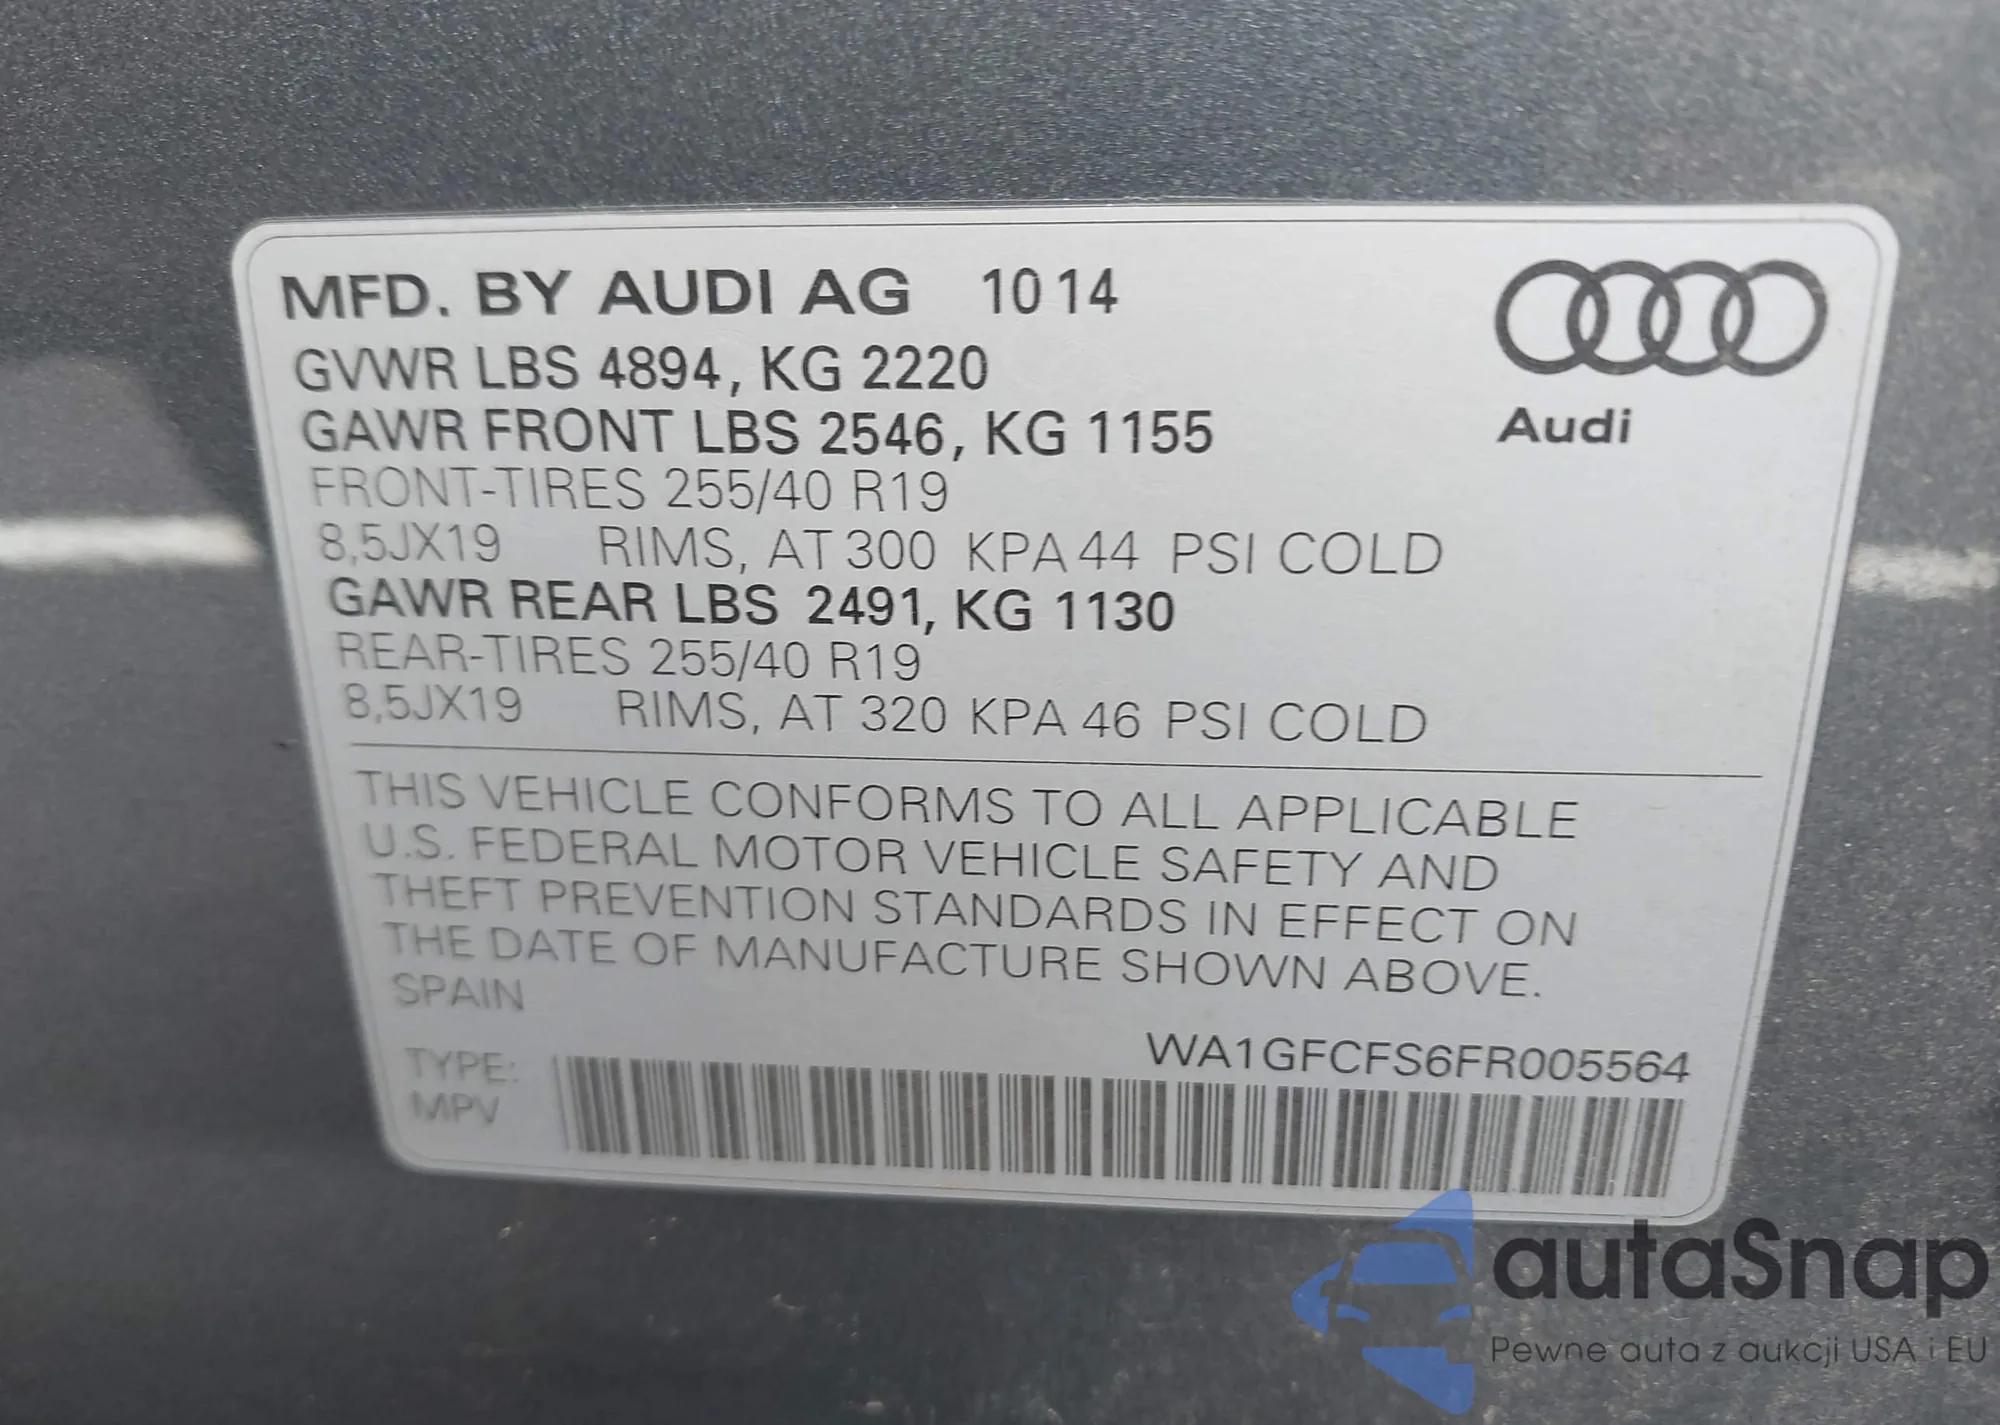 MFD. BY AUDI AG 10 14
GVWR LBS 4894, KG 2220
GAWR FRONT LBS 2546, KG 1155
Audi
FRONT-TIRES 255/40 R19
8,5JX19 RIMS, AT 300 KPA 44 PSI COLD
GAWR REAR LBS 2491, KG 1130
REAR-TIRES 255/40 R19
8,5JX19 RIMS, AT 320 KPA 46 PSI COLD
THIS VEHICLE CONFORMS TO ALL APPLICABLE
U.S. FEDERAL MOTOR VEHICLE SAFETY AND
THEFT PREVENTION STANDARDS IN EFFECT ON
THE DATE OF MANUFACTURE SHOWN ABOVE.
SPAIN
WA1GFCFS6FR005564
TYPE:
MPV
autaSnap
Pewne auta z aukcji USA i EU